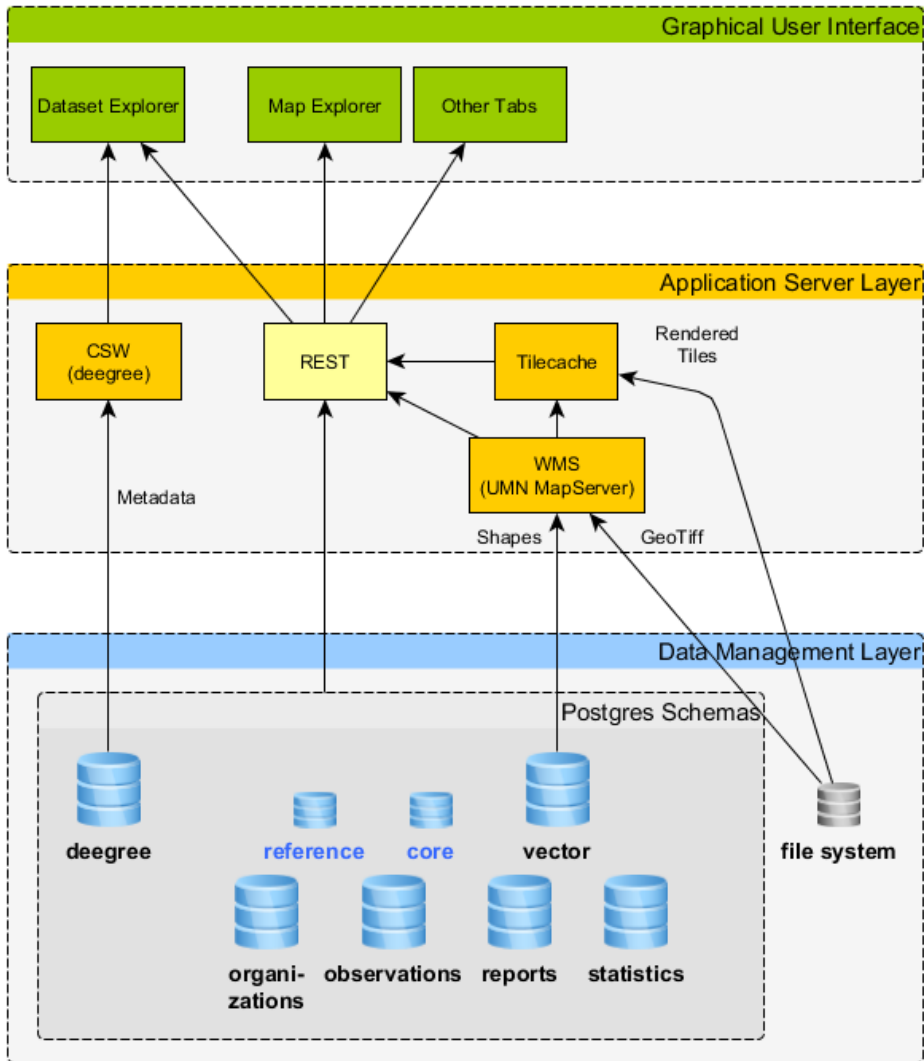 Graphical User Interface
Dataset Explorer
Map Explorer
Other Tabs
Application Server Layer
CSW
(deegree)
REST
Tilecache
Rendered
Tiles
WMS
(UMN MapServer)
Metadata
Shapes
GeoTiff
Data Management Layer
Postgres Schemas
deegree
reference
core
vector
file system
organi-
zations
observations
reports
statistics